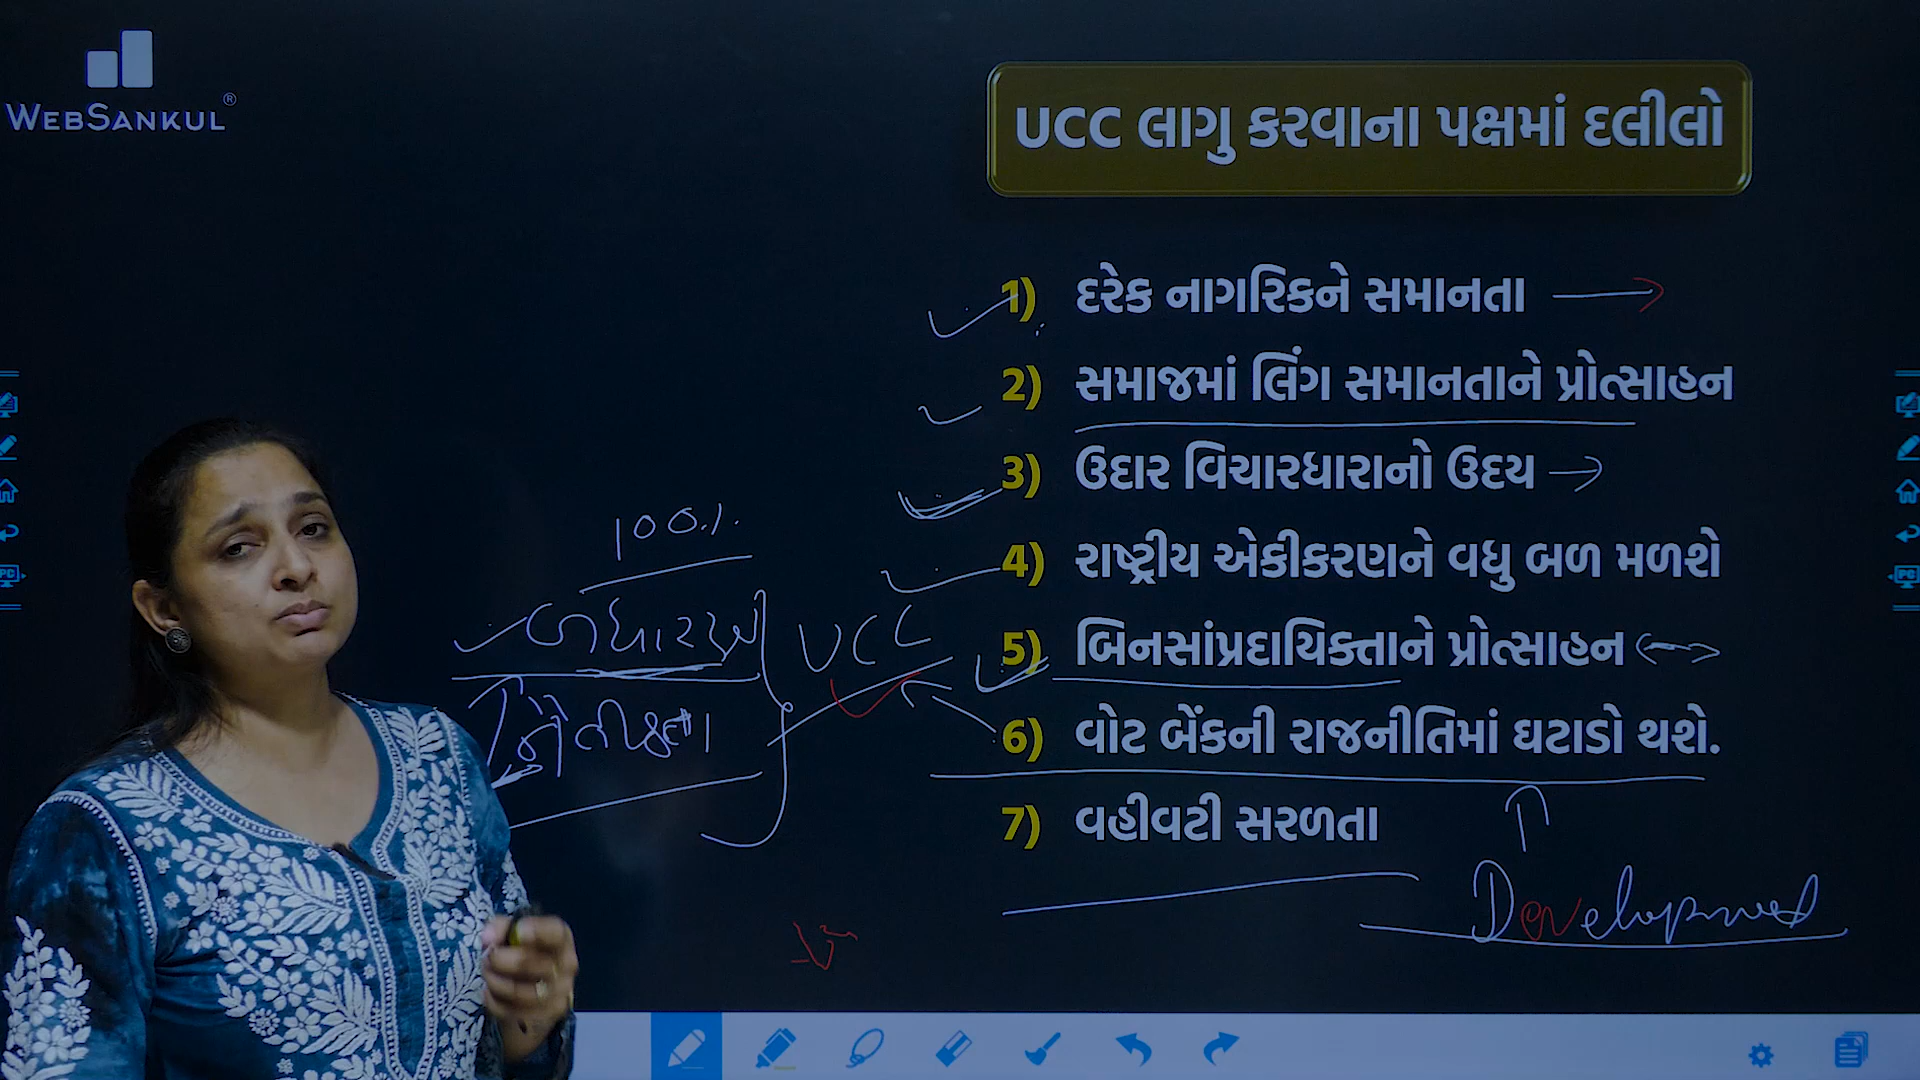 WEBSANKUL®
UCC લાગુ કરવાના પક્ષમાં દલીલો
1) દરેક નાગરિકને સમાનતા
2) સમાજમાં લિંગ સમાનતાને પ્રોત્સાહન
3) ઉદાર વિચારધારાનો ઉદય
4) રાષ્ટ્રીય એકીકરણને વધુ બળ મળશે
5) બિનસાંપ્રદાયિક્તાને પ્રોત્સાહન
6) વોટ બેંકની રાજનીતિમાં ઘટાડો થશે.
7) વહીવટી સરળતા
100%
UCC
Development
PC
PC